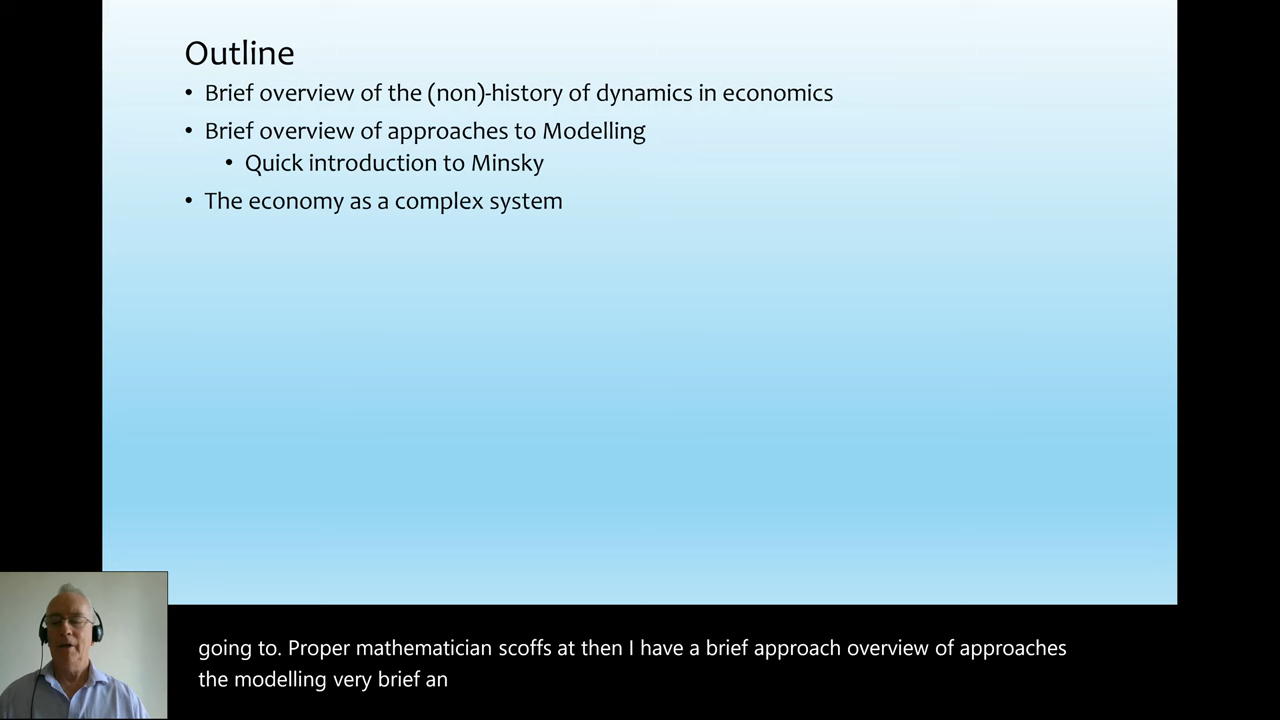 Outline
• Brief overview of the (non)-history of dynamics in economics
• Brief overview of approaches to Modelling
• Quick introduction to Minsky
• The economy as a complex system
going to. Proper mathematician scoffs at then I have a brief approach overview of approaches
the modelling very brief an